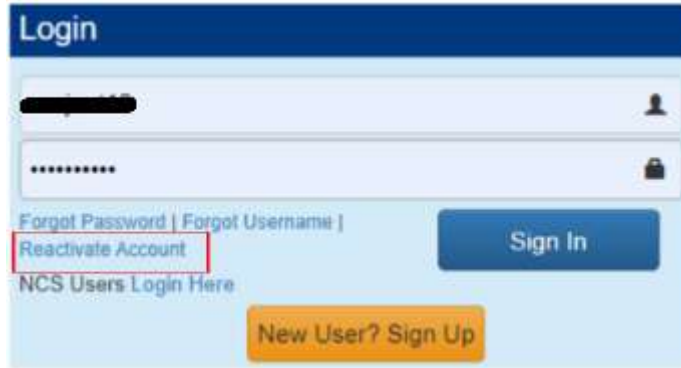 Login
••••••••••
Forgot Password | Forgot Username |
Reactivate Account
Sign In
NCS Users Login Here
New User? Sign Up